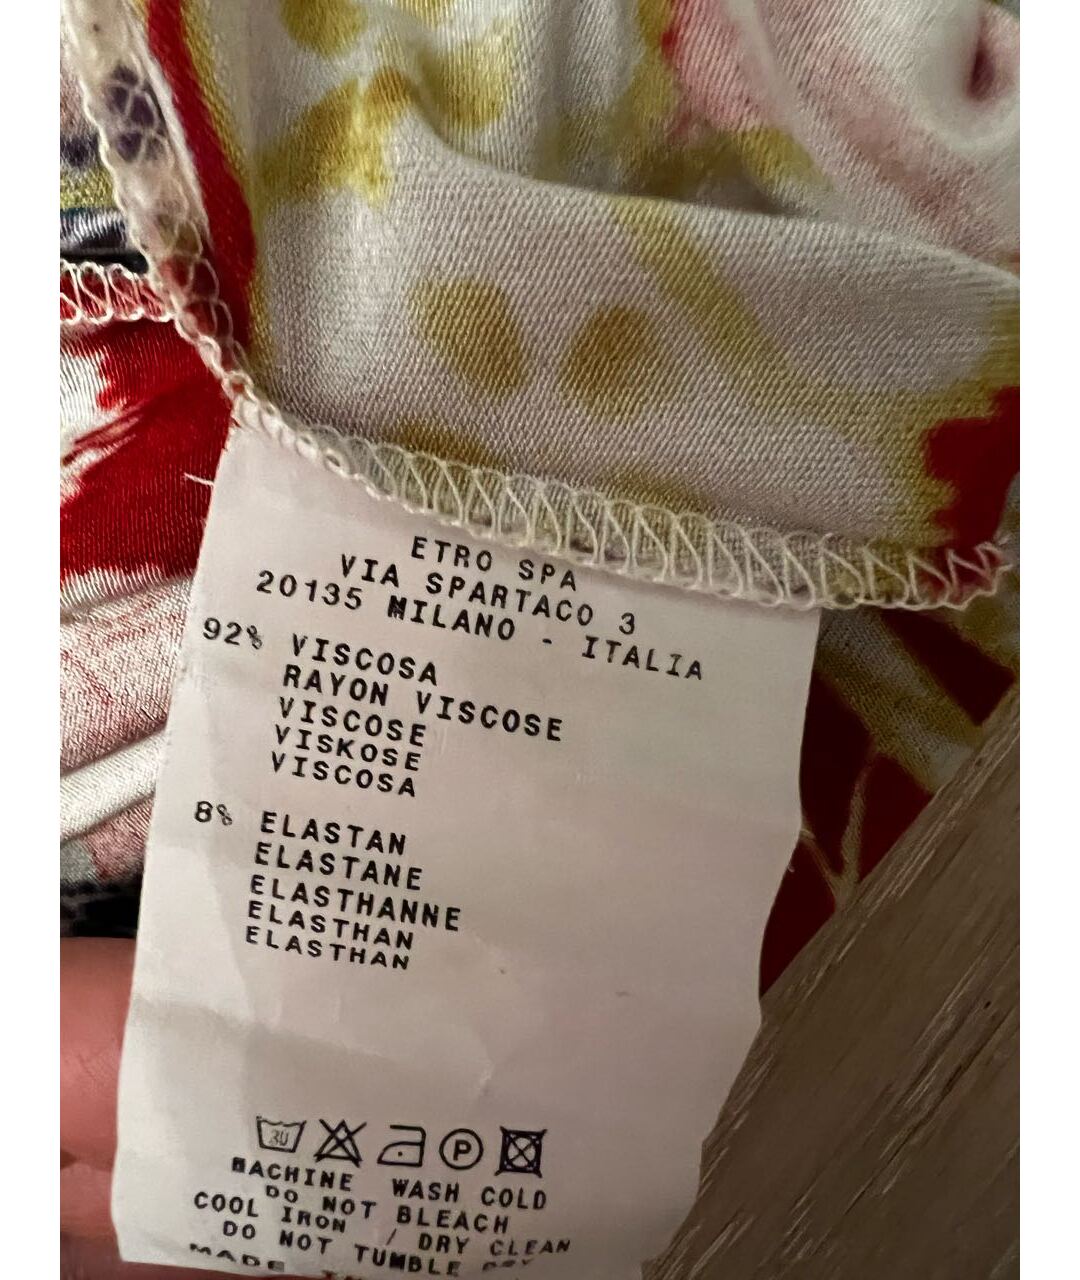 ETRO SPA
VIA SPARTACO 3
20135 MILANO - ITALIA
92% VISCOSA
RAYON VISCOSE
VISCOSE
VISKOSE
VISCOSA
8% ELASTAN
ELASTANE
ELASTHANNE
ELASTHAN
ELASTHAN
30 P
MACHINE WASH COLD
DO NOT BLEACH
COOL IRON / DRY CLEAN
DO NOT TUMBLE DRY
MADE